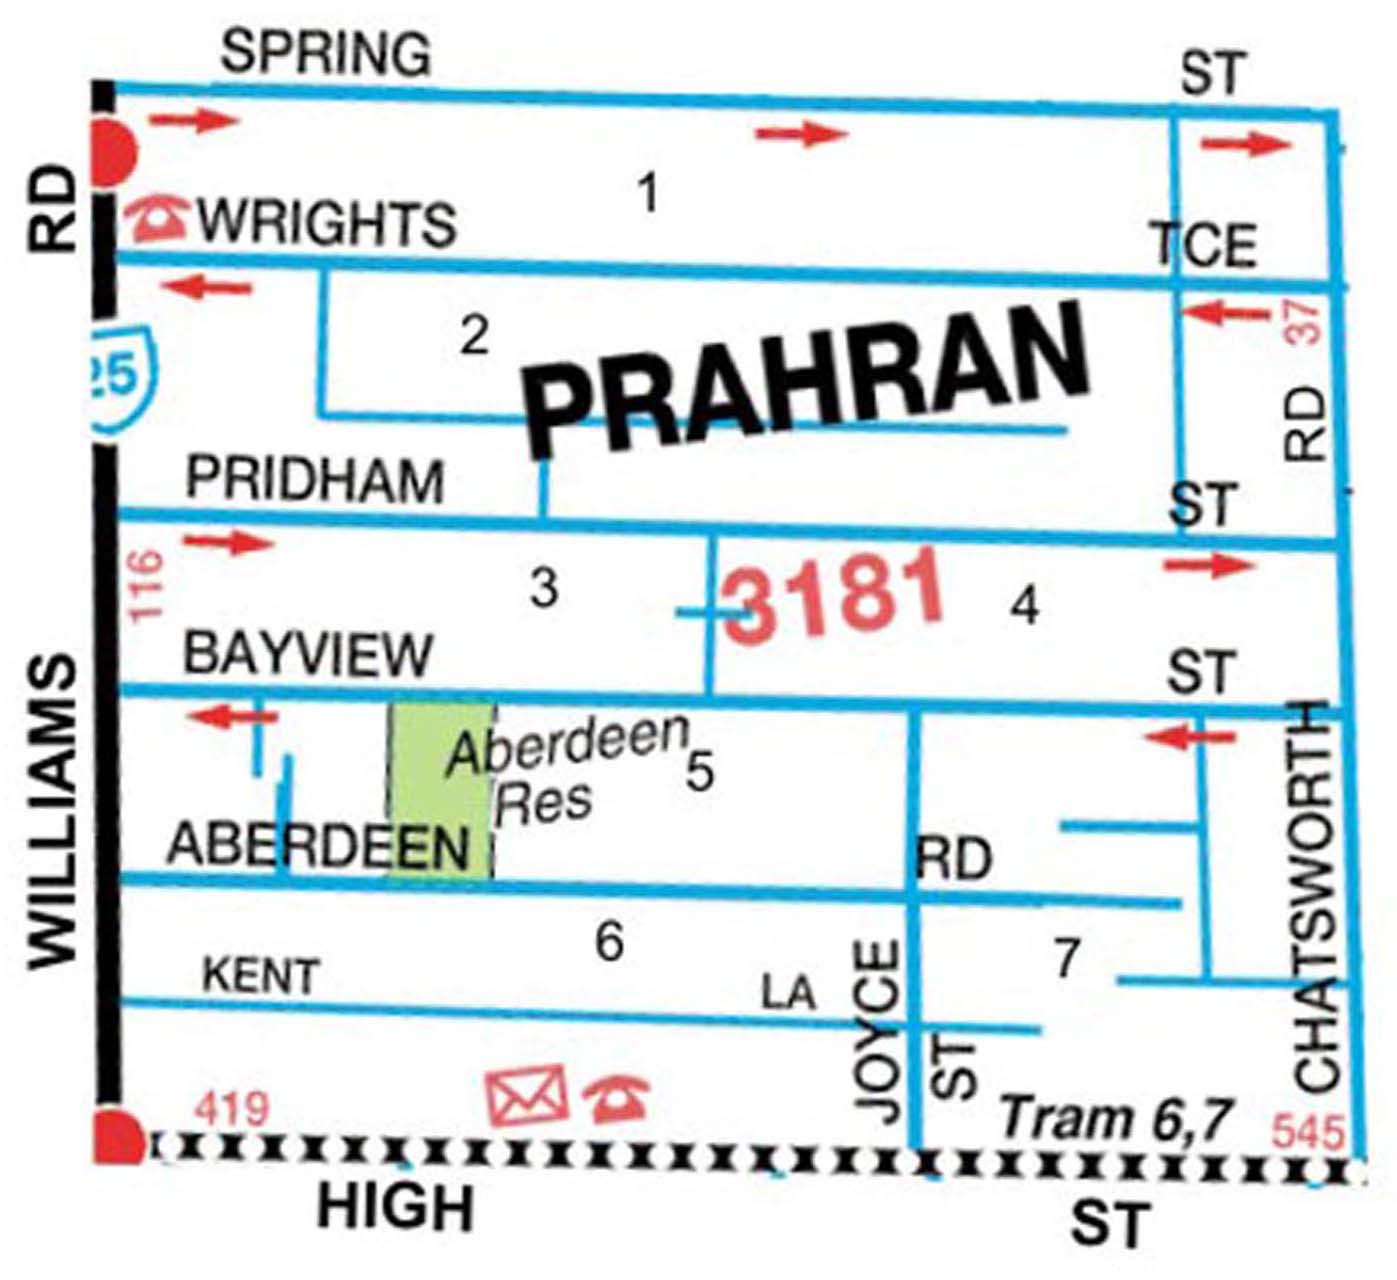 SPRING ST
RD
1
WRIGHTS TCE
2
PRAHRAN
37
25
RD
PRIDHAM ST
116
3
3181
4
BAYVIEW ST
WILLIAMS
Aberdeen
Res
5
CHATSWORTH
ABERDEEN RD
6
7
KENT LA
JOYCE
ST
419
Tram 6,7
545
HIGH ST